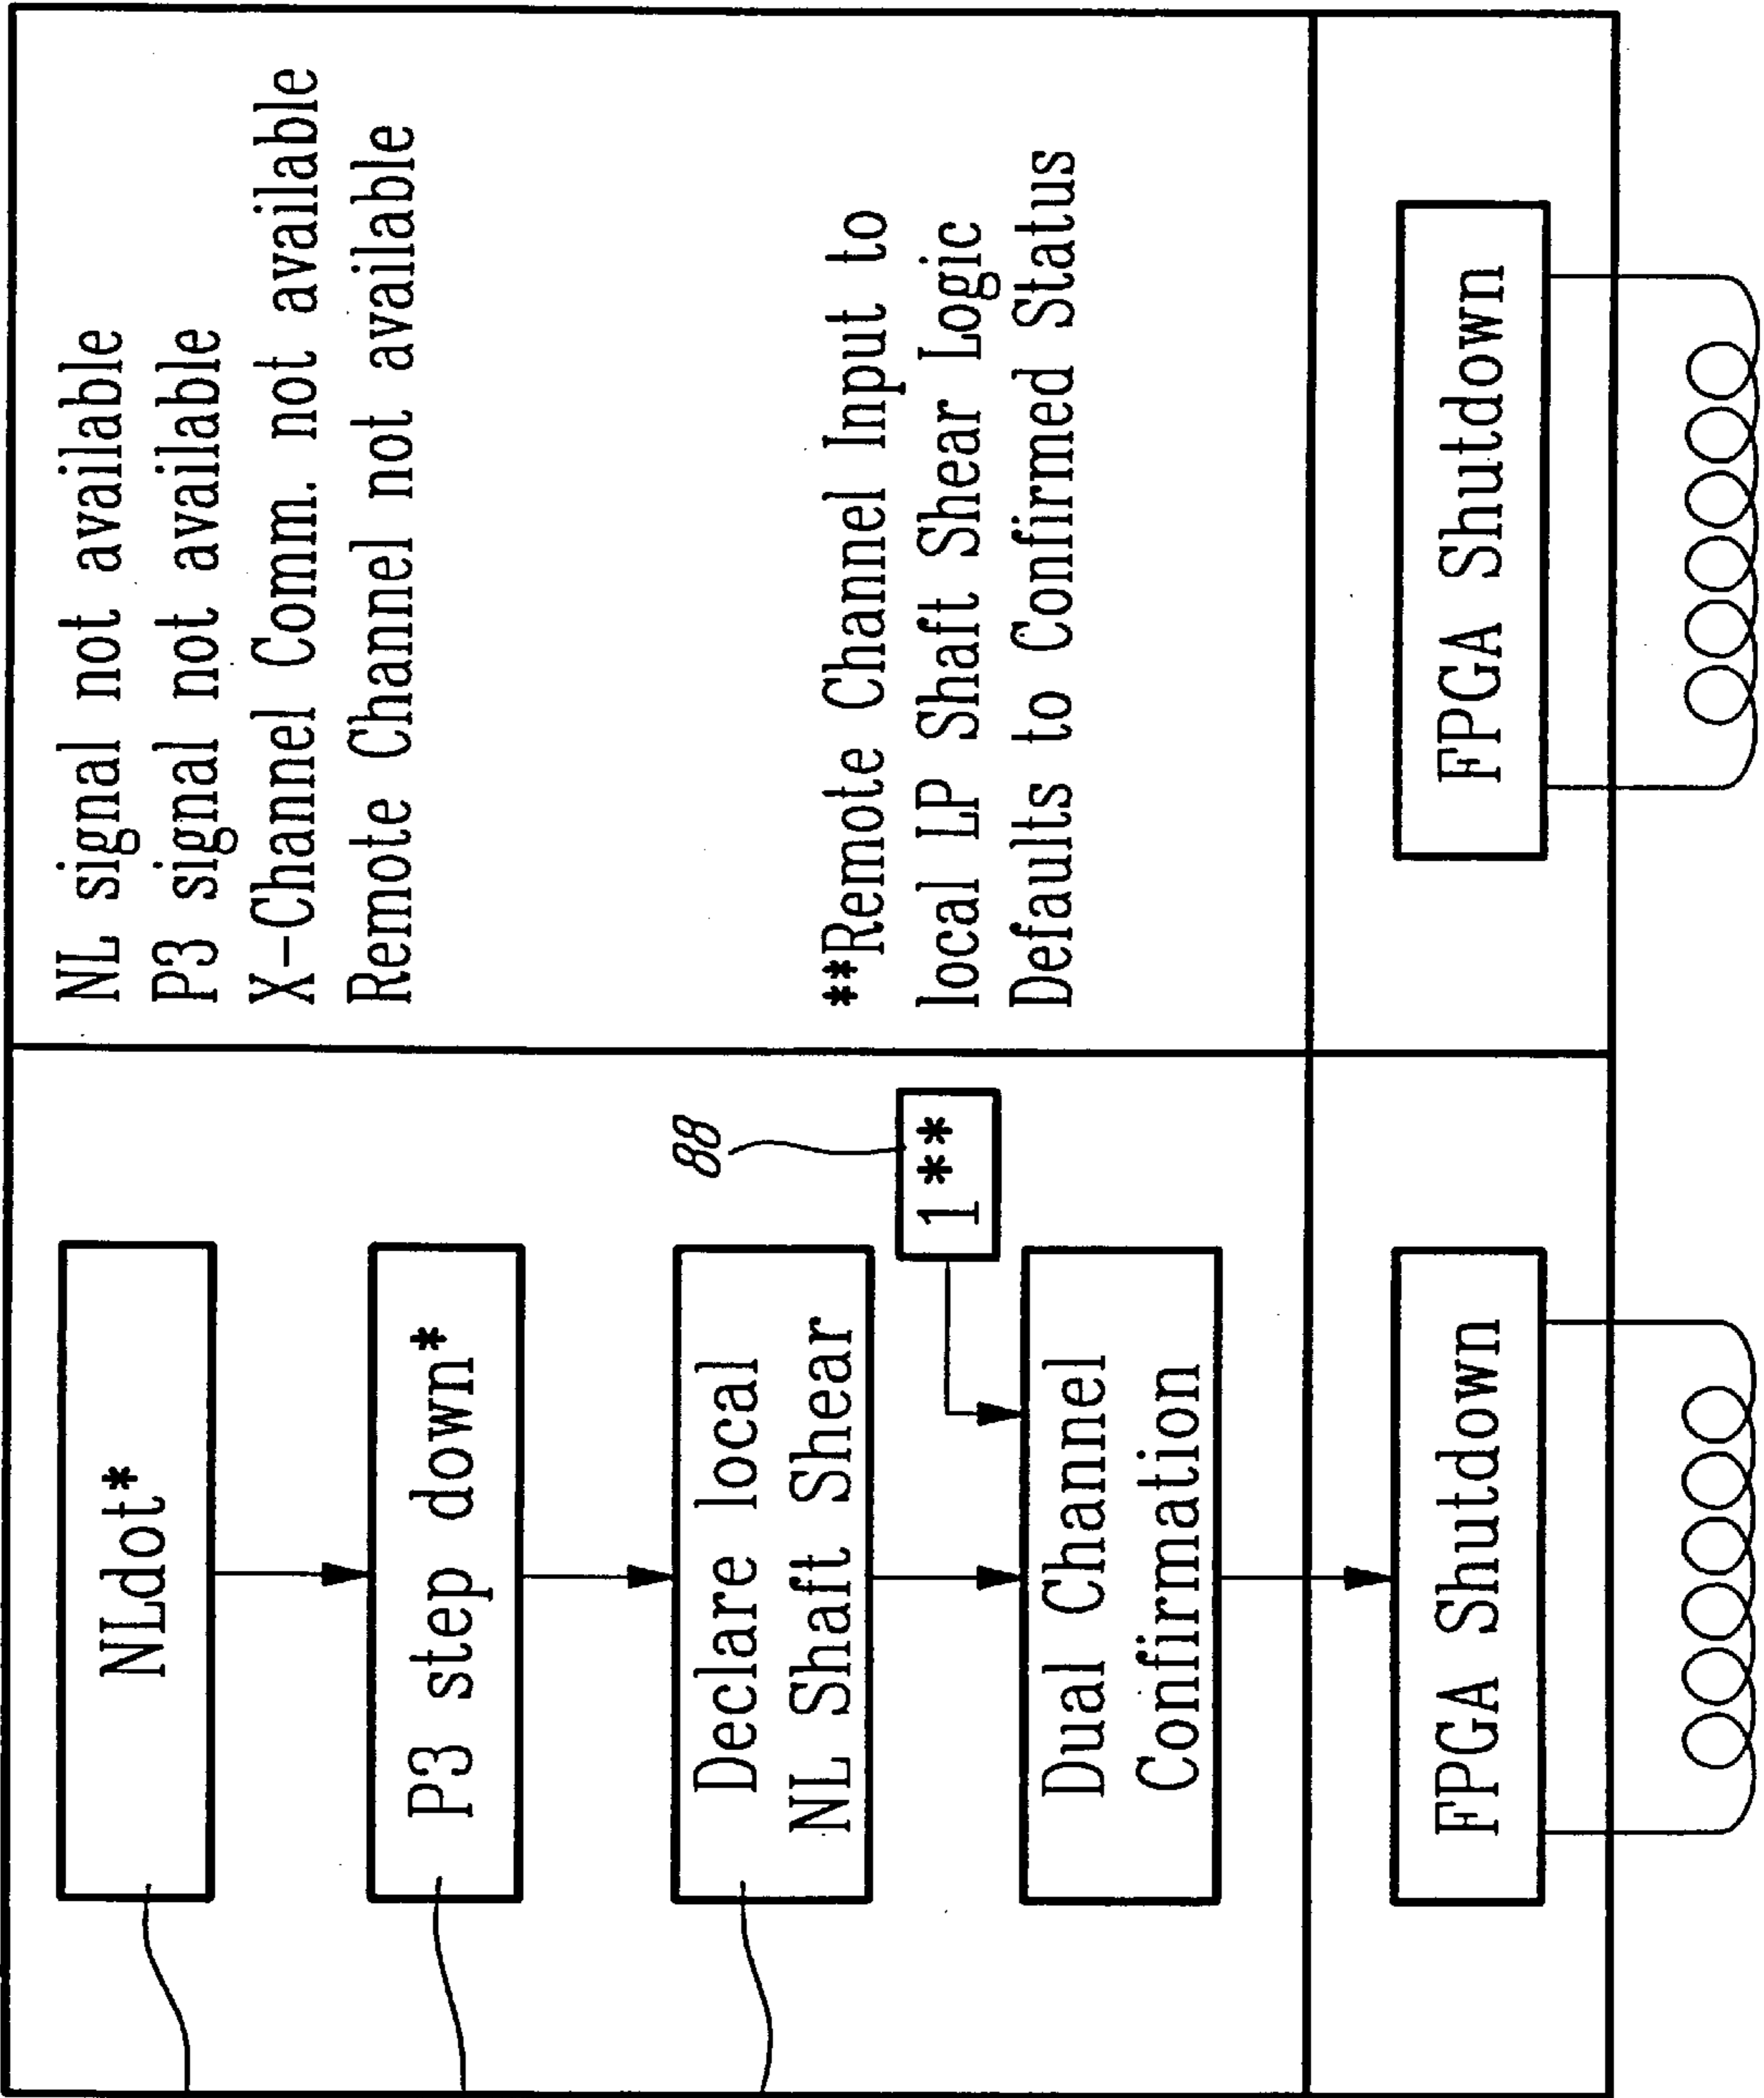 NLdot*
P3 step down*
Declare local
NL Shaft Shear
88
1**
Dual Channel
Confirmation
FPGA Shutdown
NL signal not available
P3 signal not available
X-Channel Comm. not available
Remote Channel not available
**Remote Channel Input to
local LP Shaft Shear Logic
Defaults to Confirmed Status
FPGA Shutdown